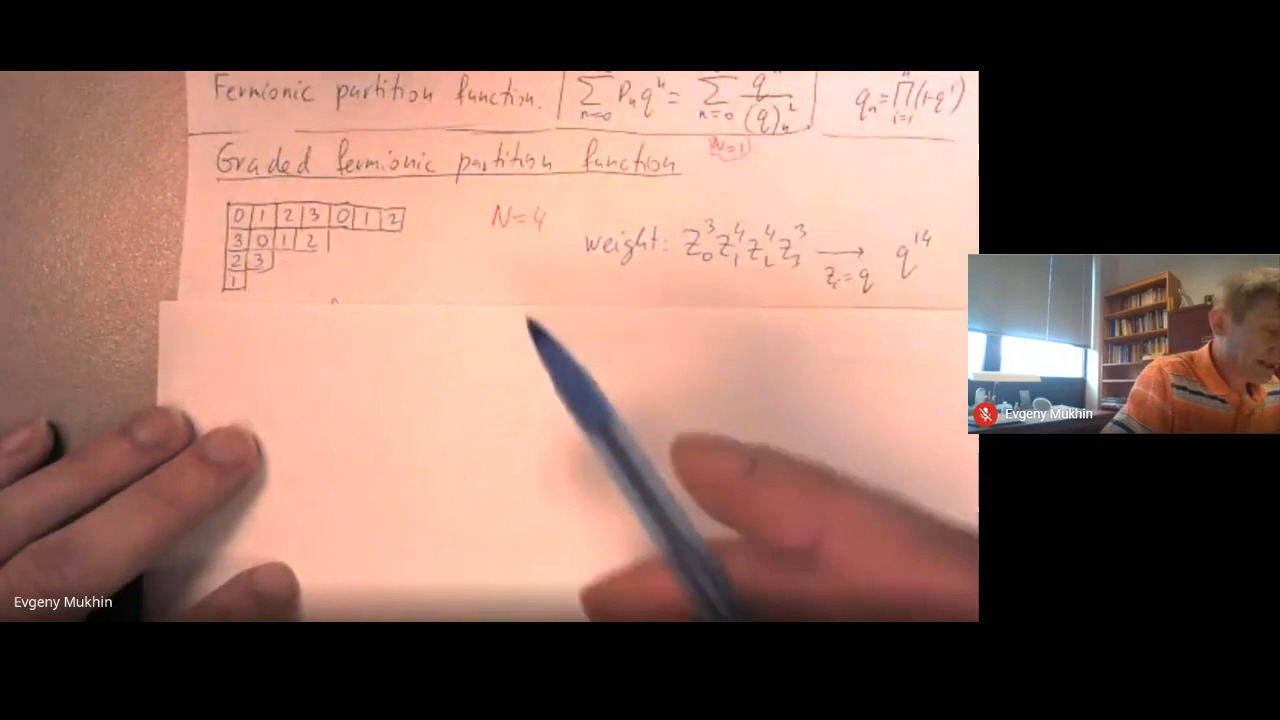 Fermionic partition function. ∑_{n=0} P_n q^n = ∑_{n=0} q^n / (q)_n^2 q_n = ∏_{i=1}^n (1-q^i)
N=1
Graded fermionic partition function
0 1 2 3 0 1 2 N=4
3 0 1 2 weight: z_0^3 z_1^4 z_2^4 z_3^3 → q^14
2 3 z_i = q
1
Evgeny Mukhin
Evgeny Mukhin